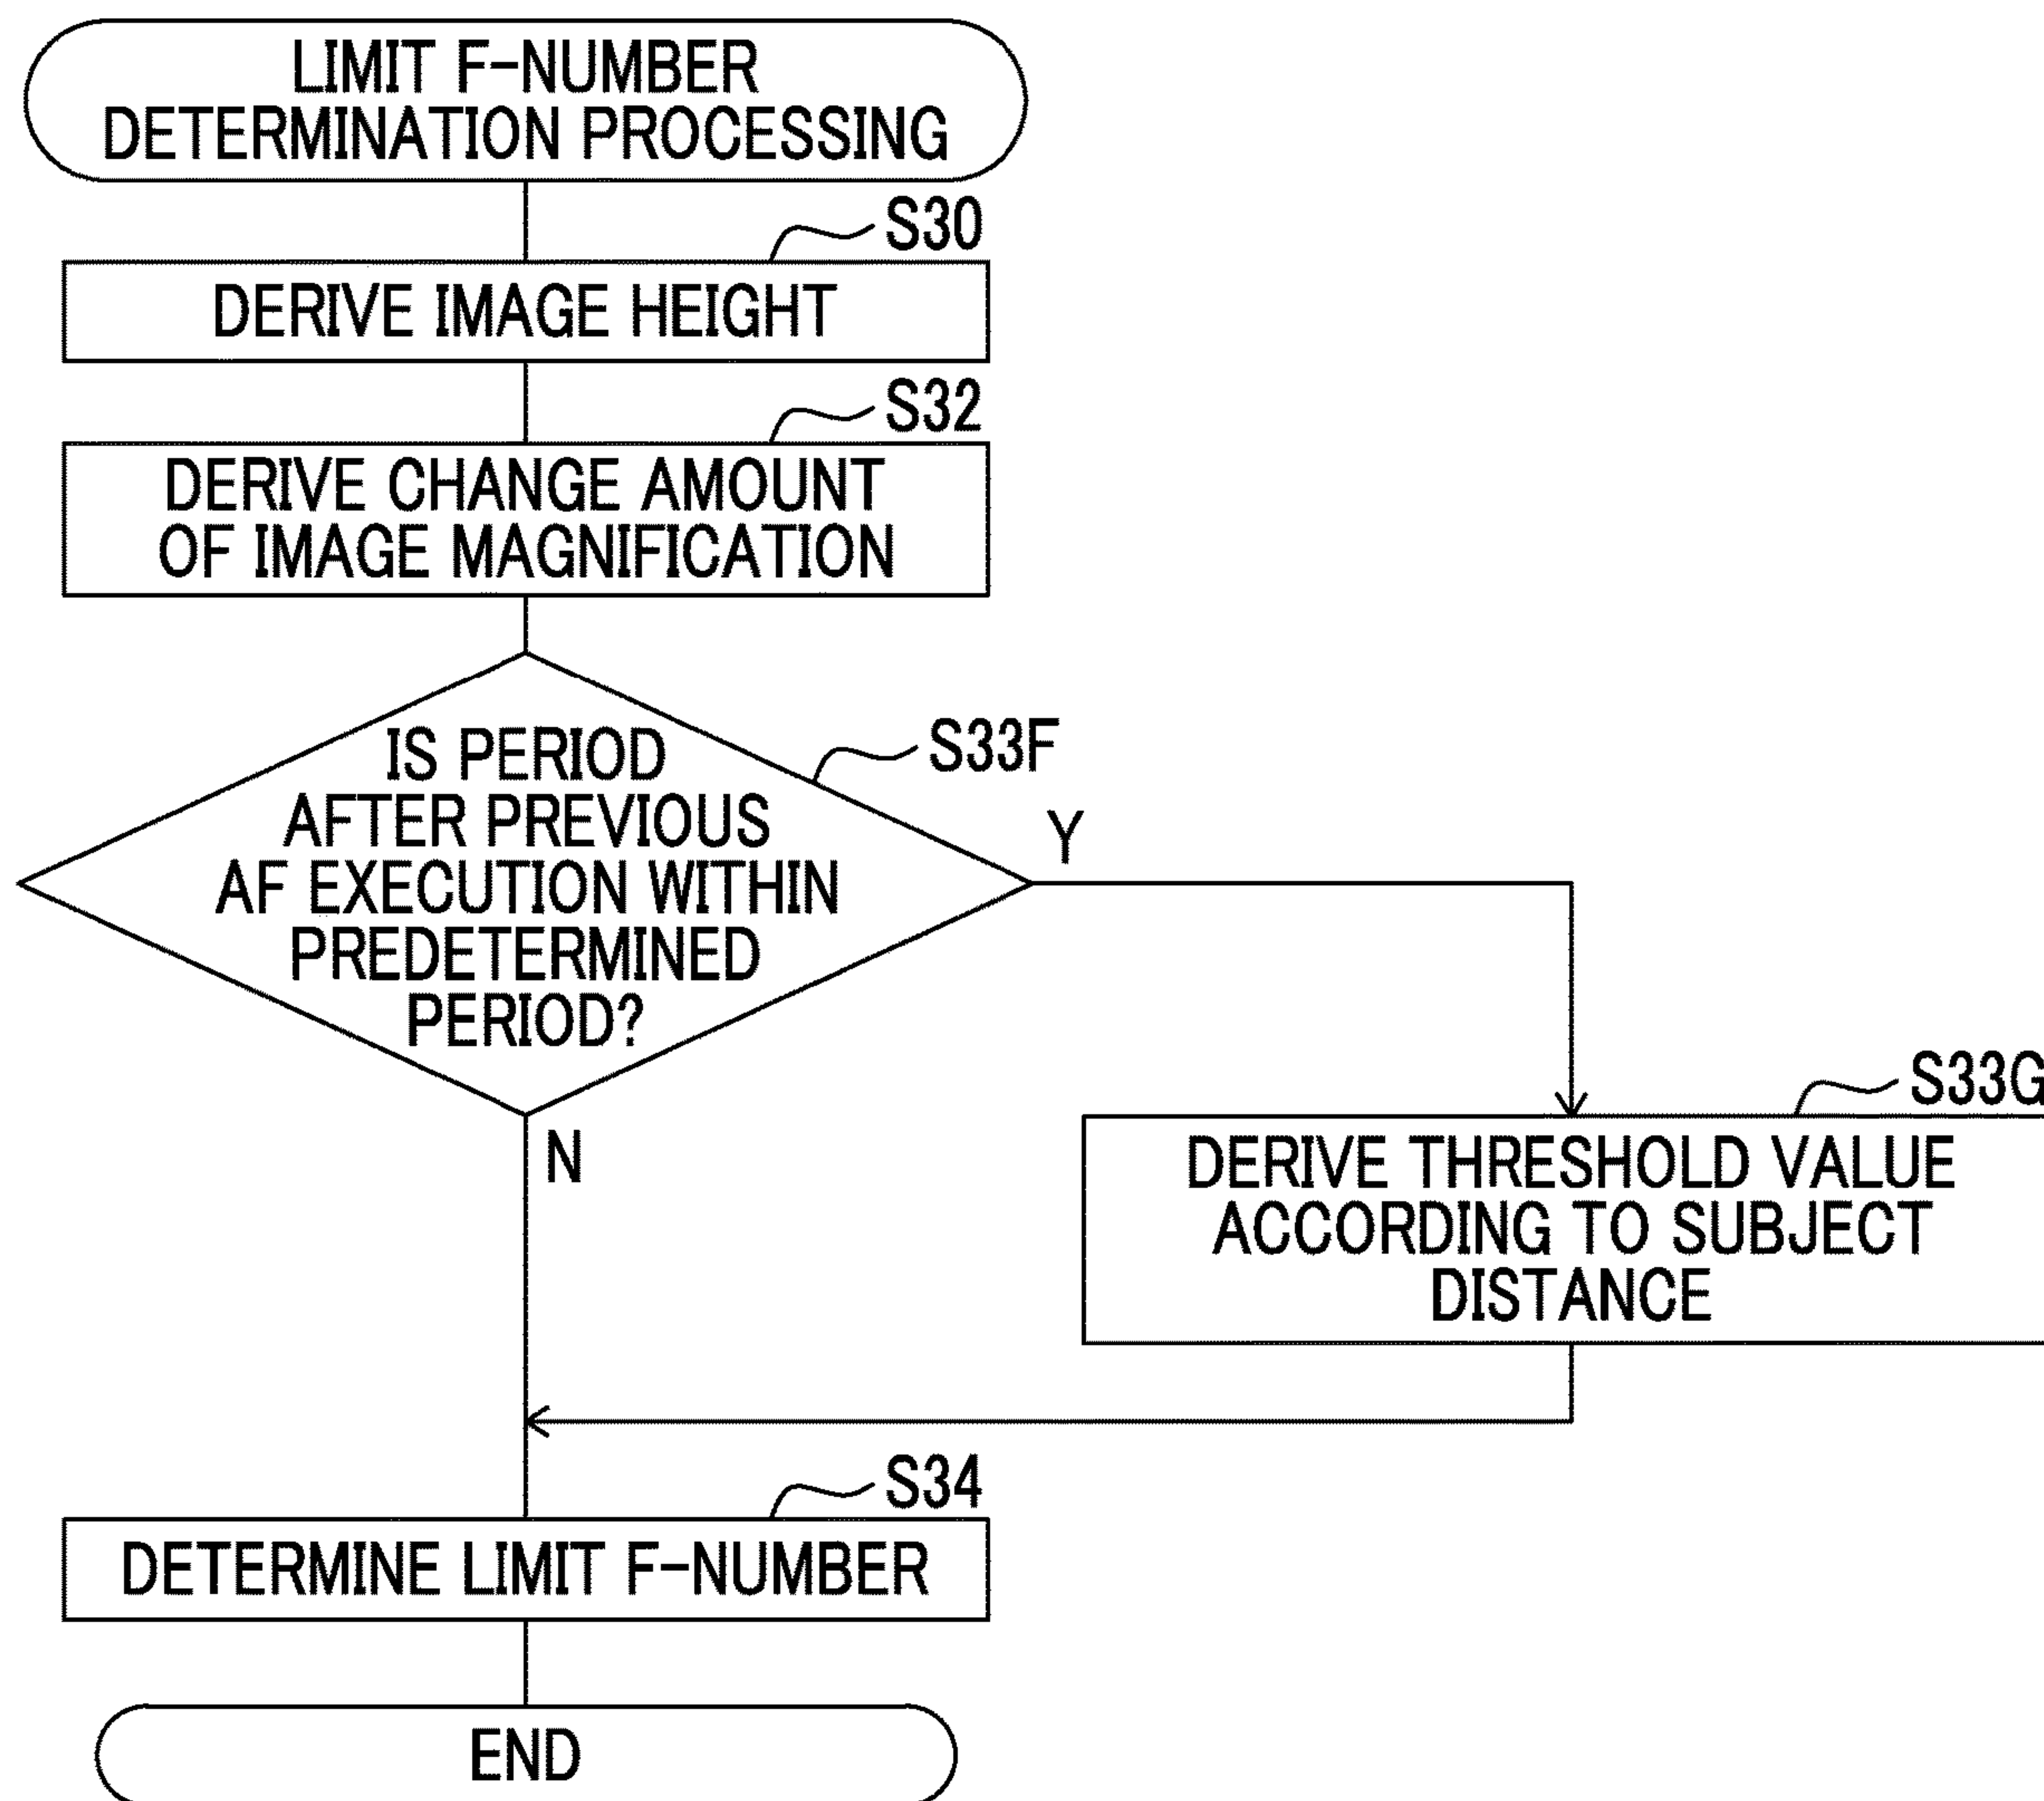 LIMIT F-NUMBER
DETERMINATION PROCESSING
S30
DERIVE IMAGE HEIGHT
S32
DERIVE CHANGE AMOUNT
OF IMAGE MAGNIFICATION
S33F
IS PERIOD
AFTER PREVIOUS
AF EXECUTION WITHIN
PREDETERMINED
PERIOD?
Y
N
S33G
DERIVE THRESHOLD VALUE
ACCORDING TO SUBJECT
DISTANCE
S34
DETERMINE LIMIT F-NUMBER
END